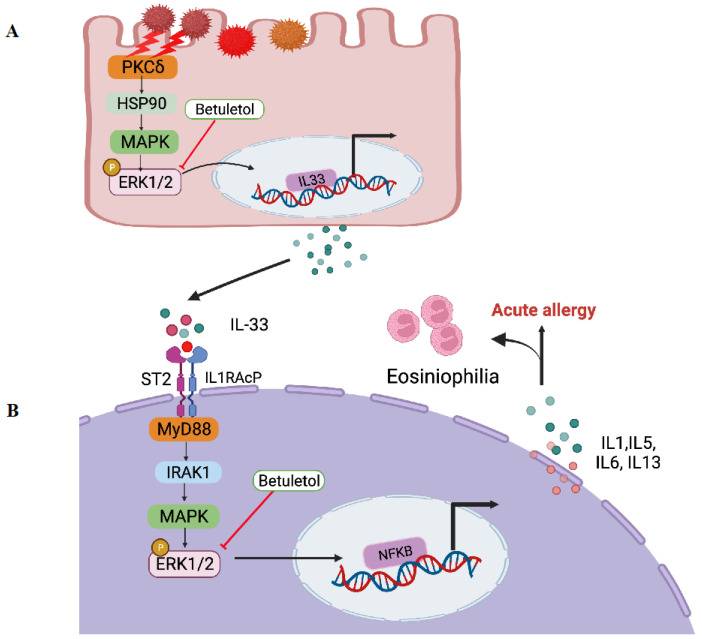 A
PKCδ
HSP90
Betuletol
MAPK
P
ERK1/2
IL33
IL-33
Acute allergy
Eosiniophilia
ST2
IL1RAcP
B
MyD88
IL1,IL5,
IL6, IL13
IRAK1
Betuletol
MAPK
P
NFKB
ERK1/2